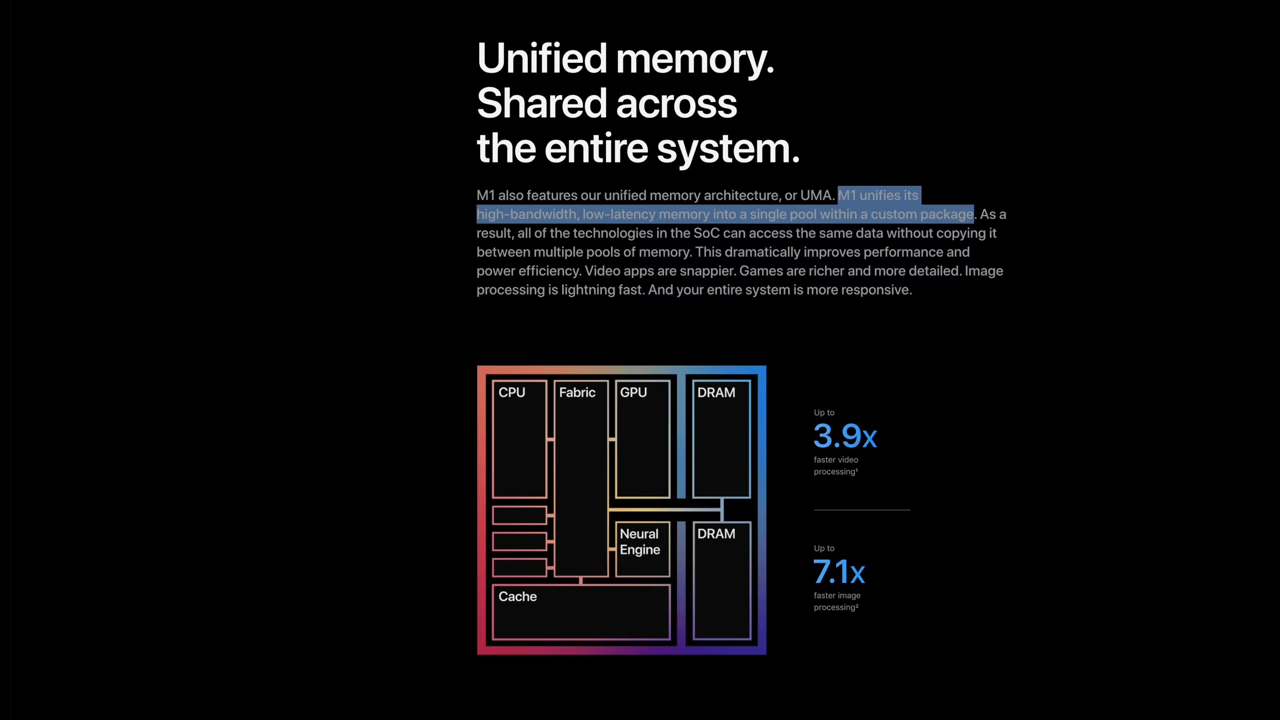 Unified memory.
Shared across
the entire system.
M1 also features our unified memory architecture, or UMA. M1 unifies its
high-bandwidth, low-latency memory into a single pool within a custom package. As a
result, all of the technologies in the SoC can access the same data without copying it
between multiple pools of memory. This dramatically improves performance and
power efficiency. Video apps are snappier. Games are richer and more detailed. Image
processing is lightning fast. And your entire system is more responsive.
CPU
Fabric
GPU
DRAM
Neural
Engine
DRAM
Cache
Up to
3.9x
faster video
processing¹
Up to
7.1x
faster image
processing²